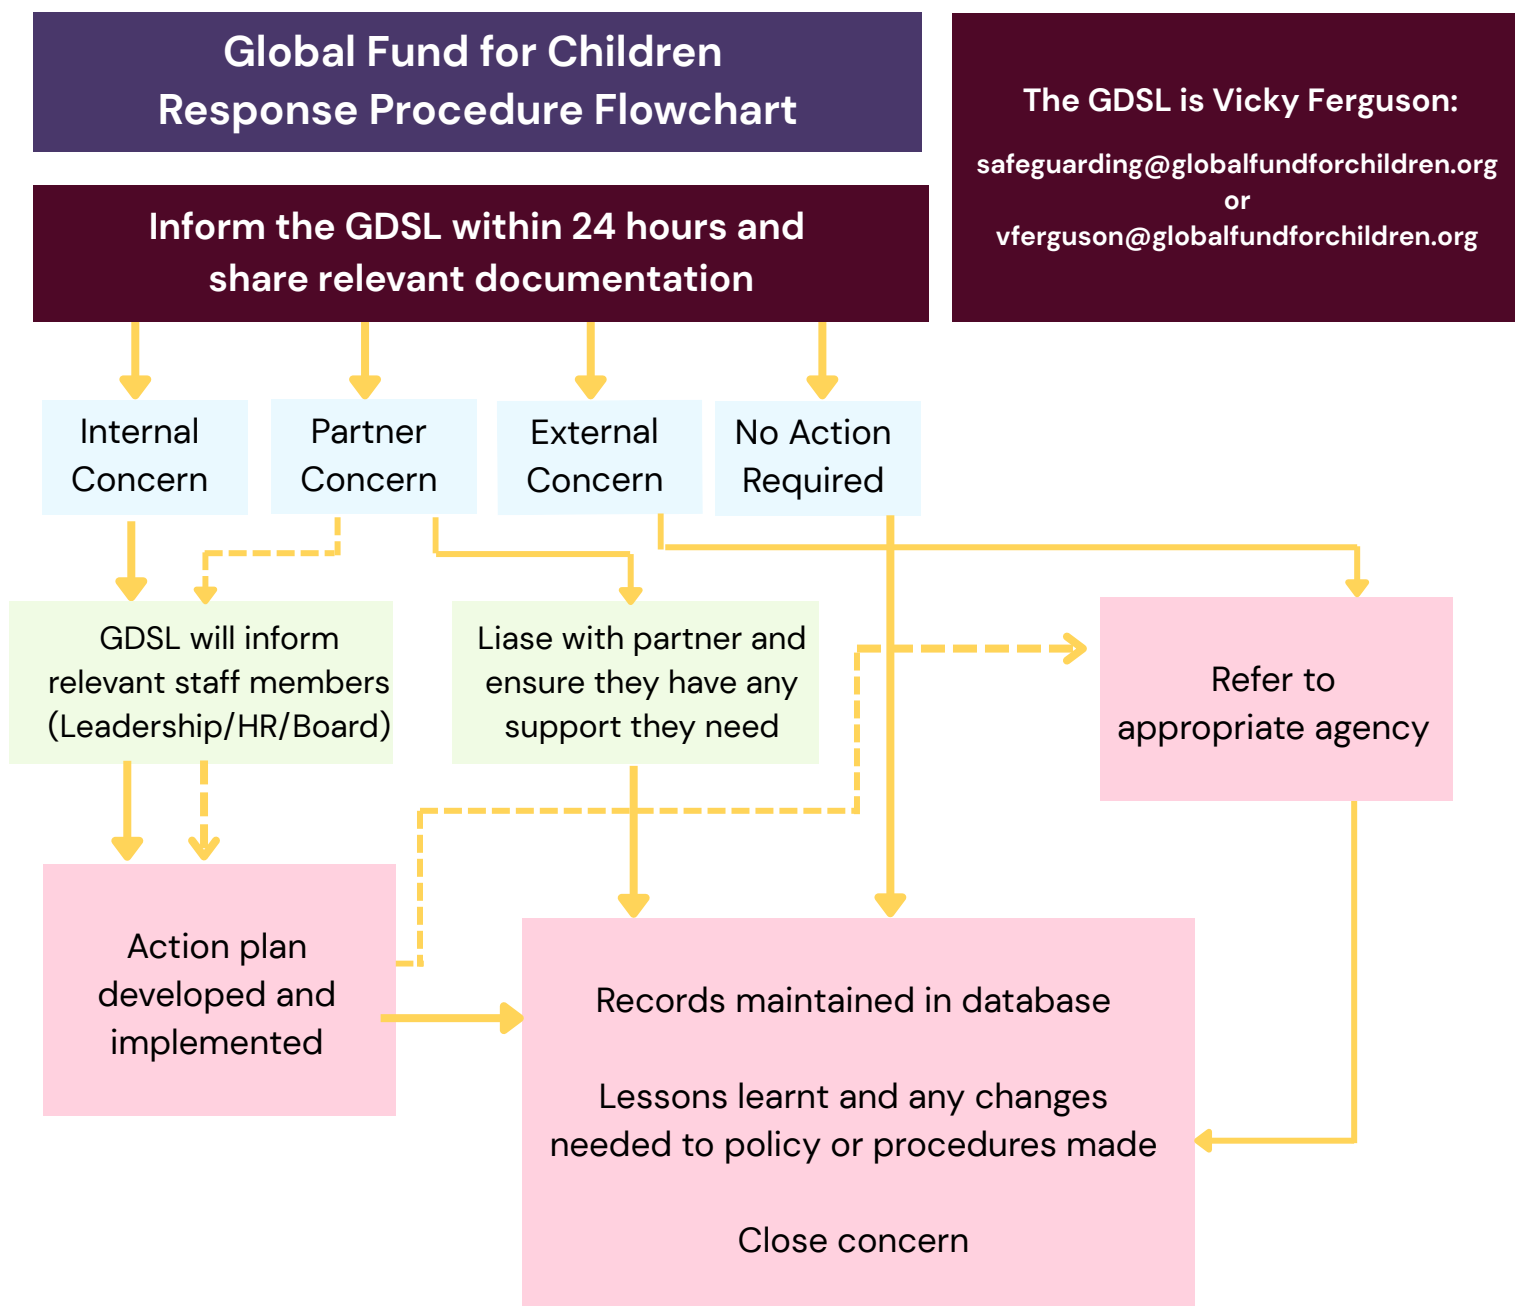 Global Fund for Children
Response Procedure Flowchart
The GDSL is Vicky Ferguson:
safeguarding@globalfundforchildren.org
or
vferguson@globalfundforchildren.org
Inform the GDSL within 24 hours and
share relevant documentation
Internal
Concern
Partner
Concern
External
Concern
No Action
Required
GDSL will inform
relevant staff members
(Leadership/HR/Board)
Liase with partner and
ensure they have any
support they need
Refer to
appropriate agency
Action plan
developed and
implemented
Records maintained in database
Lessons learnt and any changes
needed to policy or procedures made
Close concern